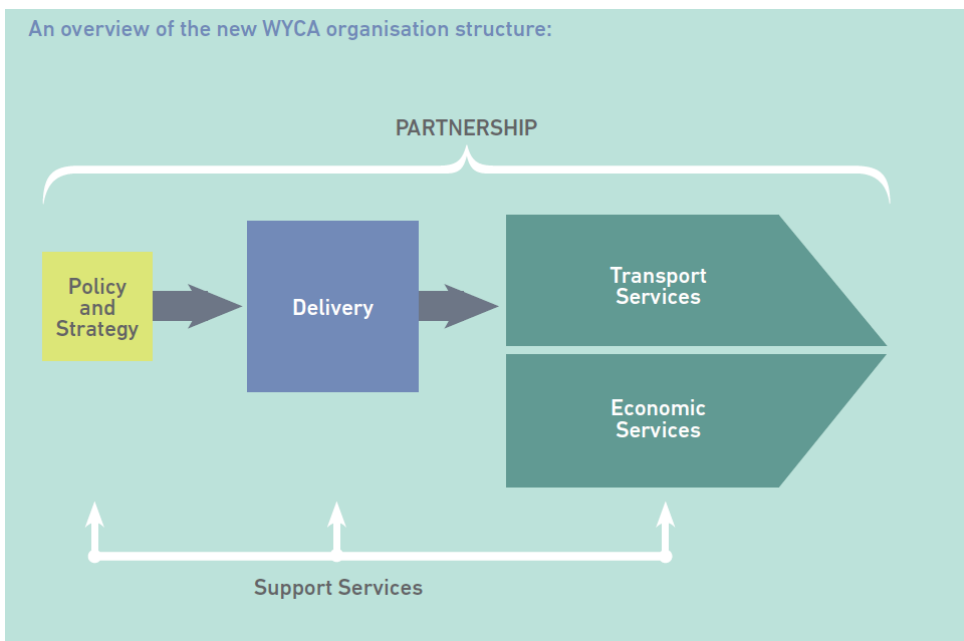 An overview of the new WYCA organisation structure:
PARTNERSHIP
Policy
and
Strategy
Delivery
Transport
Services
Economic
Services
Support Services